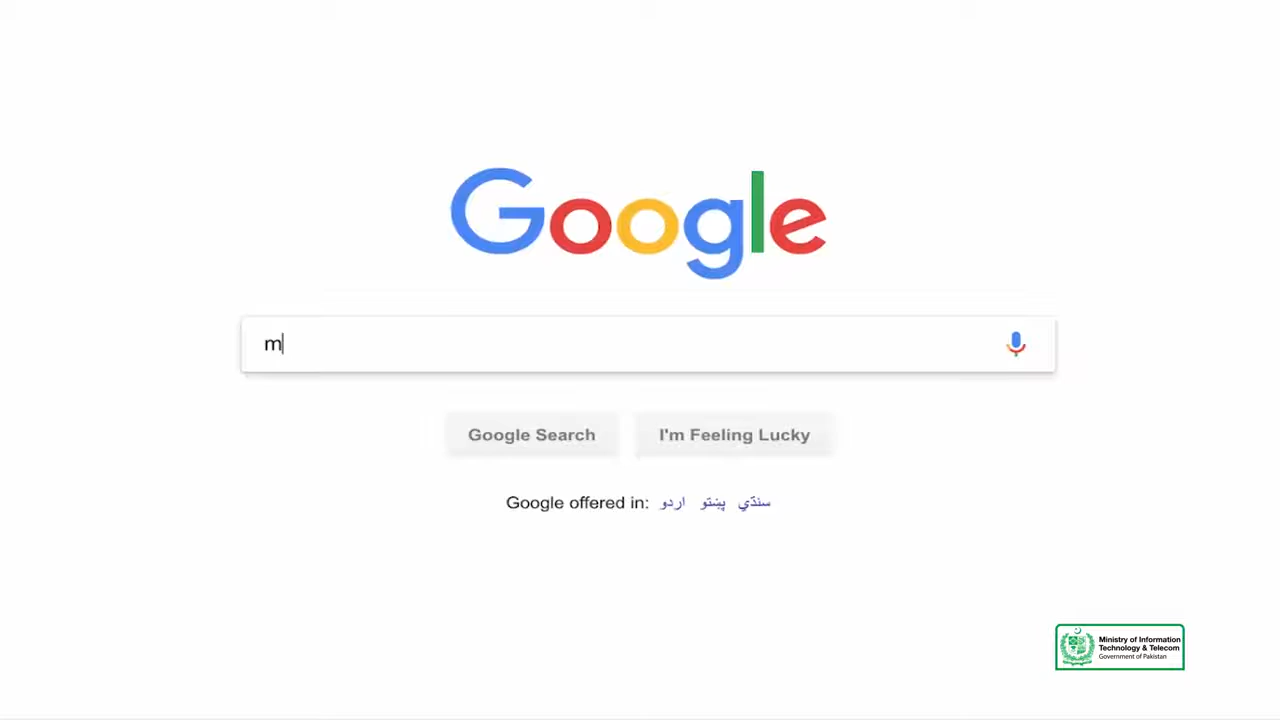 Google
m
Google Search
I'm Feeling Lucky
Google offered in: اردو پښتو سنڌي
Ministry of Information
Technology & Telecom
Government of Pakistan